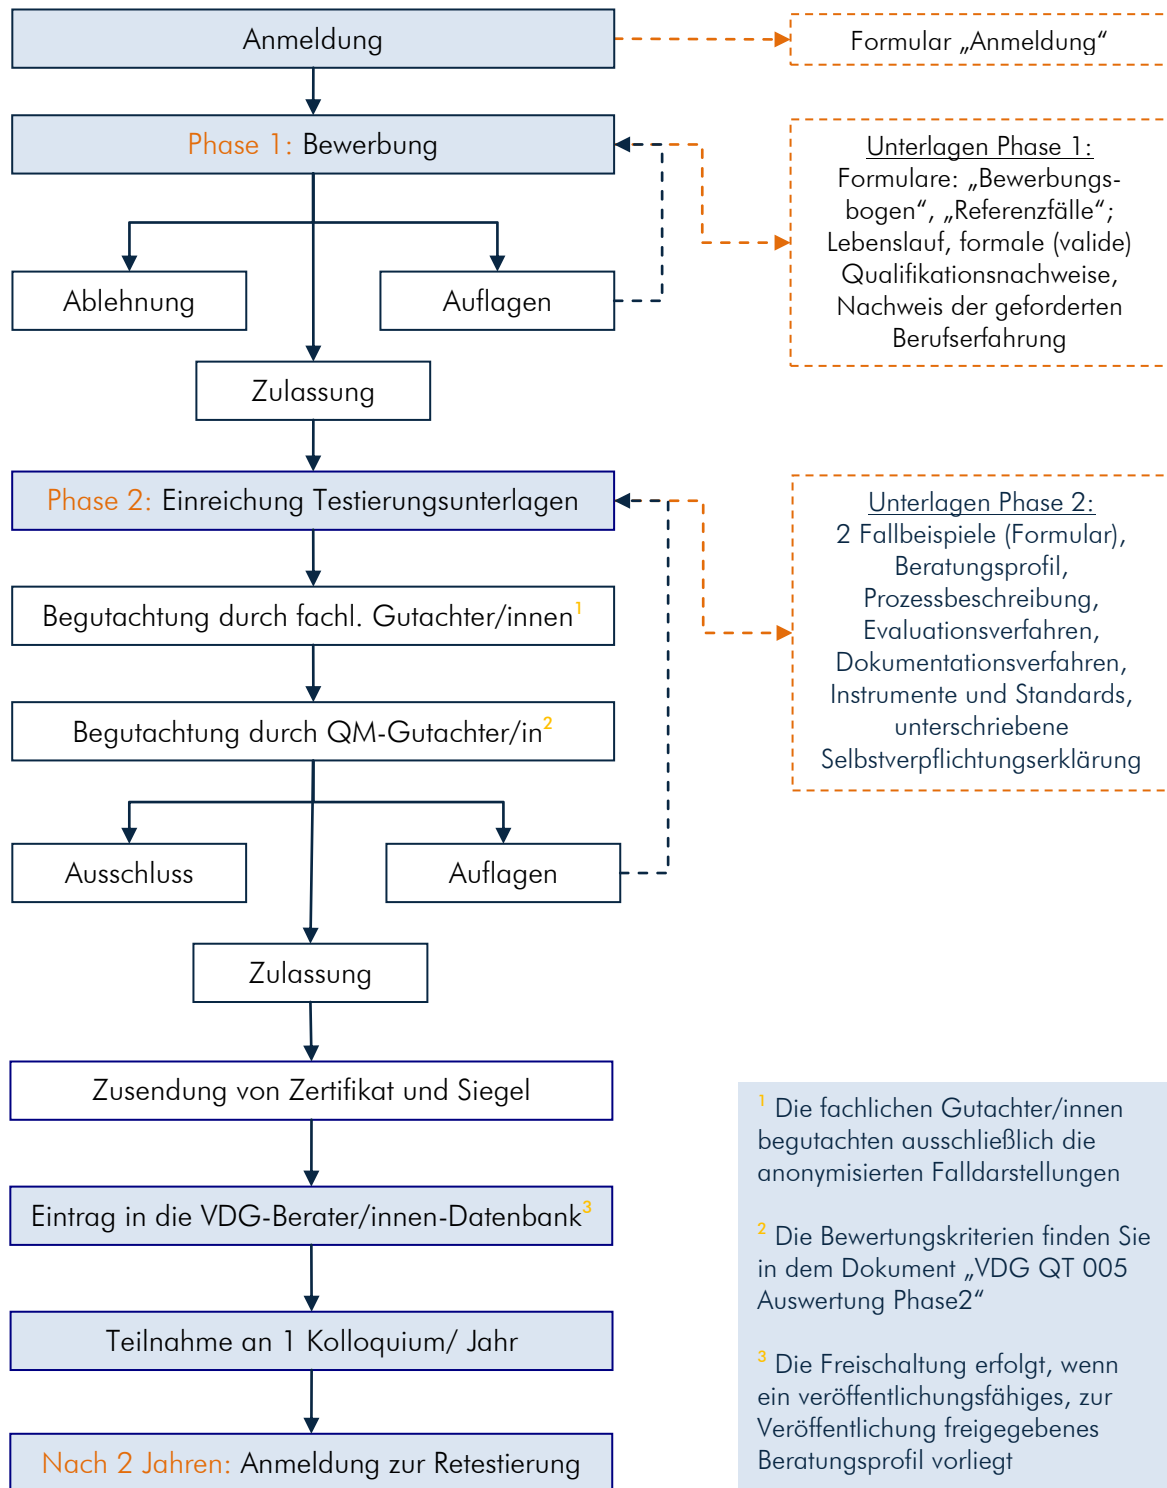 Anmeldung
Formular „Anmeldung“
Phase 1: Bewerbung
Unterlagen Phase 1:
Formulare: „Bewerbungs-
bogen“, „Referenzfälle“;
Lebenslauf, formale (valide)
Qualifikationsnachweise,
Nachweis der geforderten
Berufserfahrung
Ablehnung
Auflagen
Zulassung
Phase 2: Einreichung Testierungsunterlagen
Unterlagen Phase 2:
2 Fallbeispiele (Formular),
Beratungsprofil,
Prozessbeschreibung,
Evaluationsverfahren,
Dokumentationsverfahren,
Instrumente und Standards,
unterschriebene
Selbstverpflichtungserklärung
Begutachtung durch fachl. Gutachter/innen¹
Begutachtung durch QM-Gutachter/in²
Ausschluss
Auflagen
Zulassung
Zusendung von Zertifikat und Siegel
Eintrag in die VDG-Berater/innen-Datenbank³
Teilnahme an 1 Kolloquium/ Jahr
Nach 2 Jahren: Anmeldung zur Retestierung
¹ Die fachlichen Gutachter/innen
begutachten ausschließlich die
anonymisierten Falldarstellungen
² Die Bewertungskriterien finden Sie
in dem Dokument „VDG QT 005
Auswertung Phase2“
³ Die Freischaltung erfolgt, wenn
ein veröffentlichungsfähiges, zur
Veröffentlichung freigegebenes
Beratungsprofil vorliegt